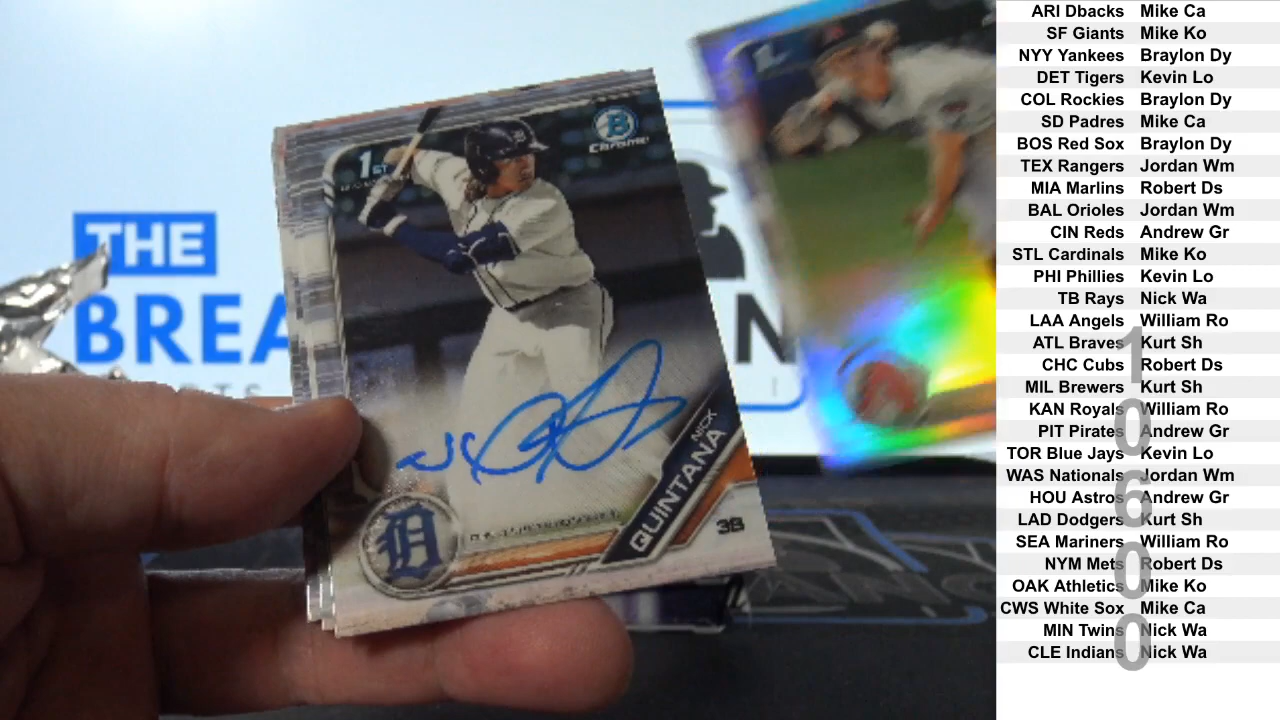 THE
BREA
N
1ST
B
Chrome
NICK
QUINTANA
3B
D
ARI Dbacks Mike Ca
SF Giants Mike Ko
NYY Yankees Braylon Dy
DET Tigers Kevin Lo
COL Rockies Braylon Dy
SD Padres Mike Ca
BOS Red Sox Braylon Dy
TEX Rangers Jordan Wm
MIA Marlins Robert Ds
BAL Orioles Jordan Wm
CIN Reds Andrew Gr
STL Cardinals Mike Ko
PHI Phillies Kevin Lo
TB Rays Nick Wa
LAA Angels William Ro
ATL Braves Kurt Sh
CHC Cubs Robert Ds
MIL Brewers Kurt Sh
KAN Royals William Ro
PIT Pirates Andrew Gr
TOR Blue Jays Kevin Lo
WAS Nationals Jordan Wm
HOU Astros Andrew Gr
LAD Dodgers Kurt Sh
SEA Mariners William Ro
NYM Mets Robert Ds
OAK Athletics Mike Ko
CWS White Sox Mike Ca
MIN Twins Nick Wa
CLE Indians Nick Wa
10600